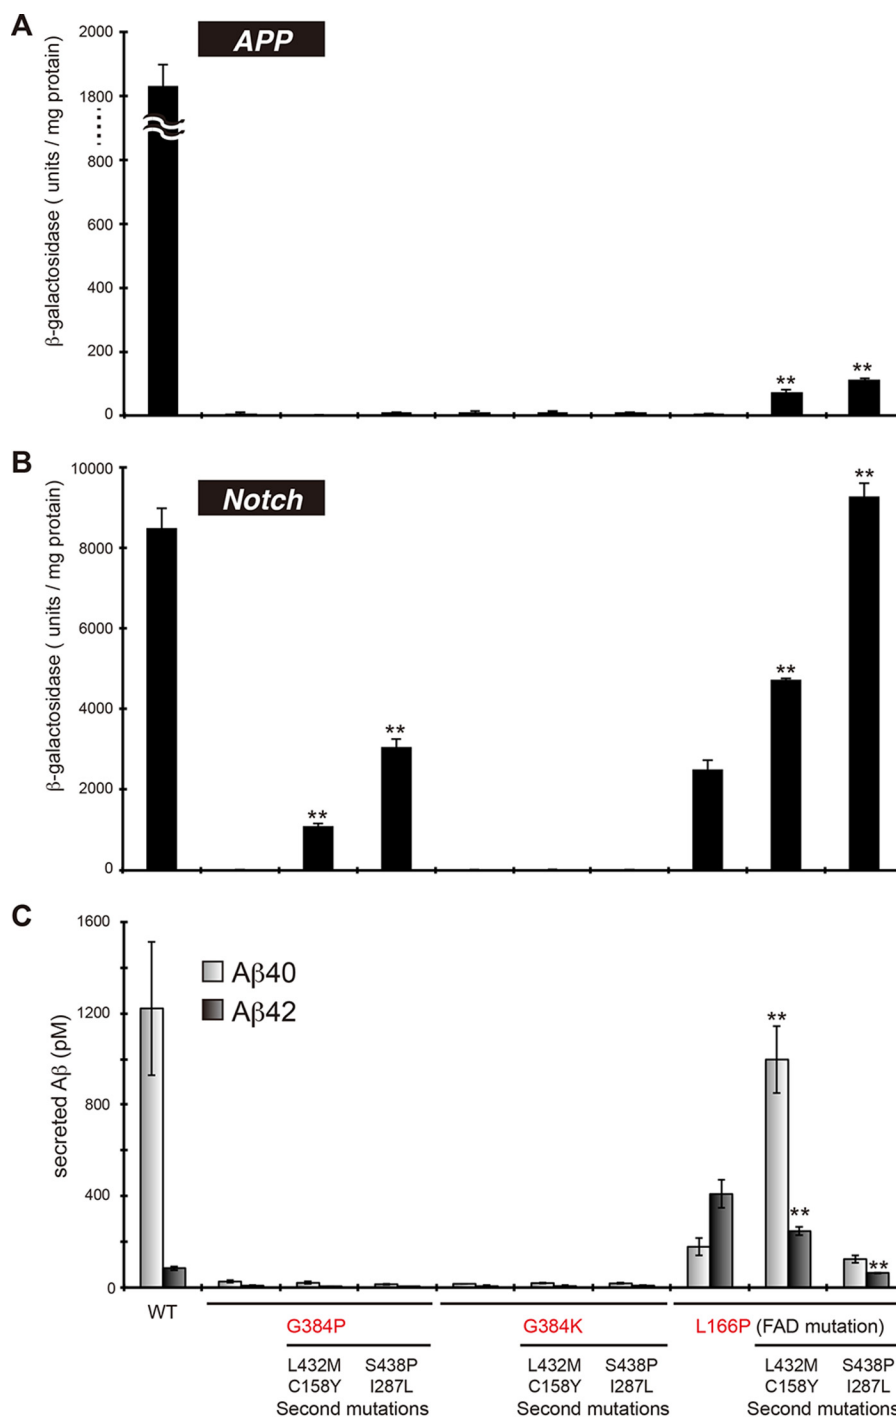 A
APP
β-galactosidase ( units / mg protein)
2000
1800
800
600
400
200
0
**
**
B
Notch
β-galactosidase ( units / mg protein)
10000
8000
6000
4000
2000
0
**
**
**
**
C
secreted Aβ (pM)
1600
1200
800
400
0
Aβ40
Aβ42
**
**
**
WT
G384P
G384K
L166P (FAD mutation)
L432M S438P
C158Y I287L
Second mutations
L432M S438P
C158Y I287L
Second mutations
L432M S438P
C158Y I287L
Second mutations